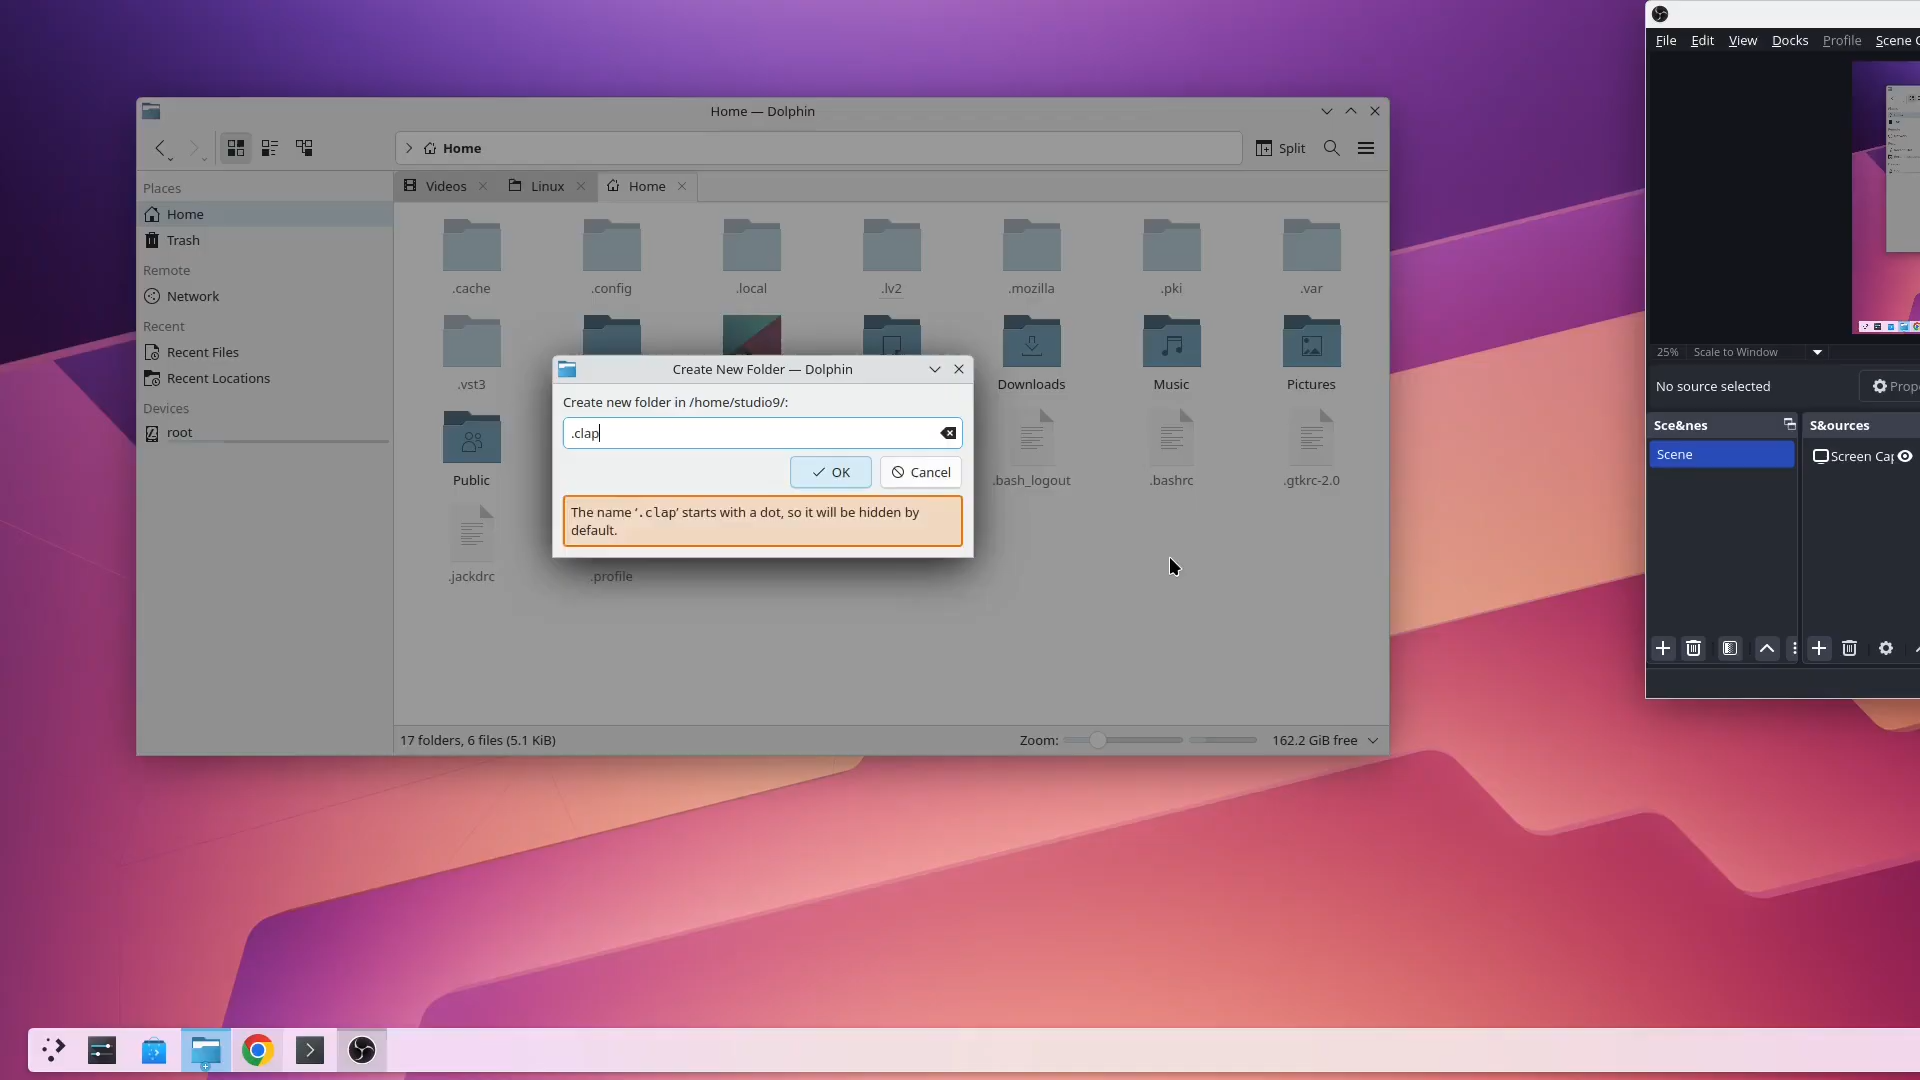 File Edit View Docks Profile Scene C
Home — Dolphin
Home
Split
Videos
Linux
Home
Places
Home
Trash
Remote
Network
Recent
Recent Files
Recent Locations
Devices
root
.cache
.config
.local
.lv2
.mozilla
.pki
.var
.vst3
Downloads
Music
Pictures
Public
.bash_logout
.bashrc
.gtkrc-2.0
.jackdrc
.profile
Create New Folder — Dolphin
Create new folder in /home/studio9/:
.clap
OK
Cancel
The name ‘.clap’ starts with a dot, so it will be hidden by
default.
17 folders, 6 files (5.1 KiB)
Zoom:
162.2 GiB free
25% Scale to Window
No source selected
Prop
Sce&nes
Scene
S&ources
Screen Cap